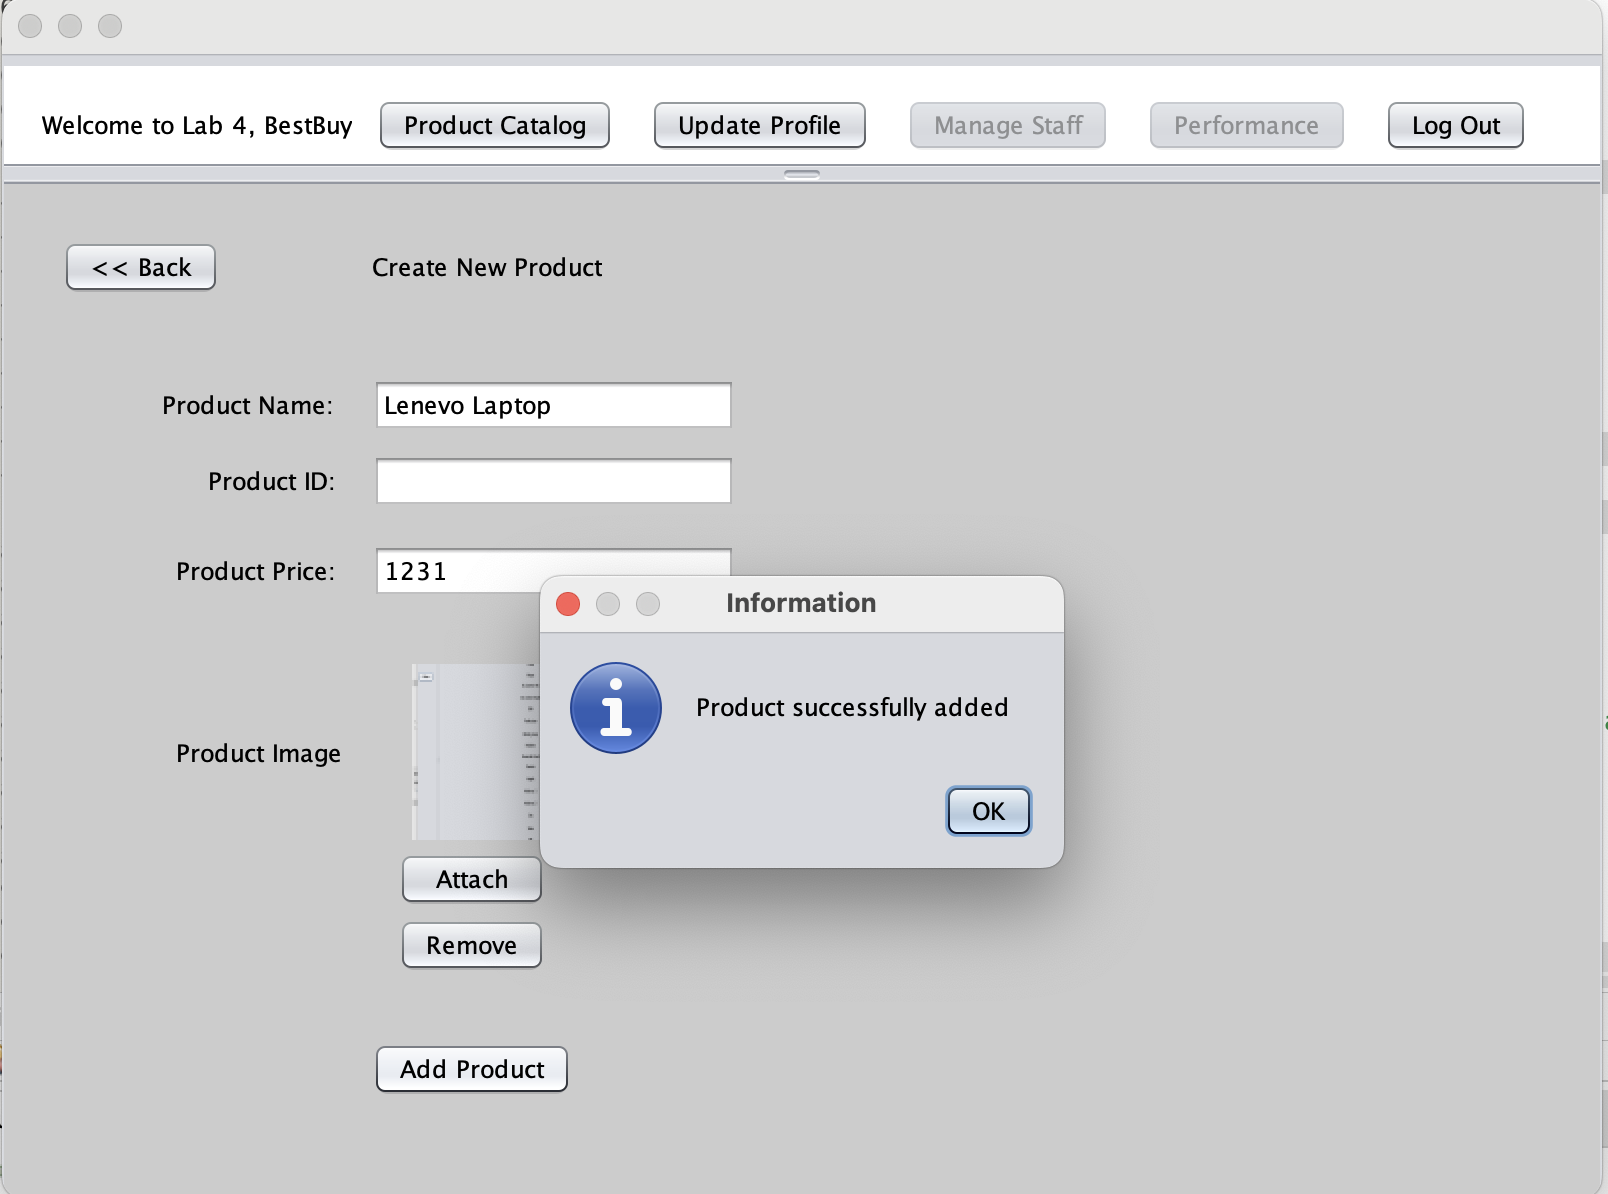 Welcome to Lab 4, BestBuy Product Catalog Update Profile Manage Staff Performance Log Out
<< Back Create New Product
Product Name: Lenevo Laptop
Product ID:
Product Price: 1231
Information
Product successfully added
OK
Product Image
Attach
Remove
Add Product